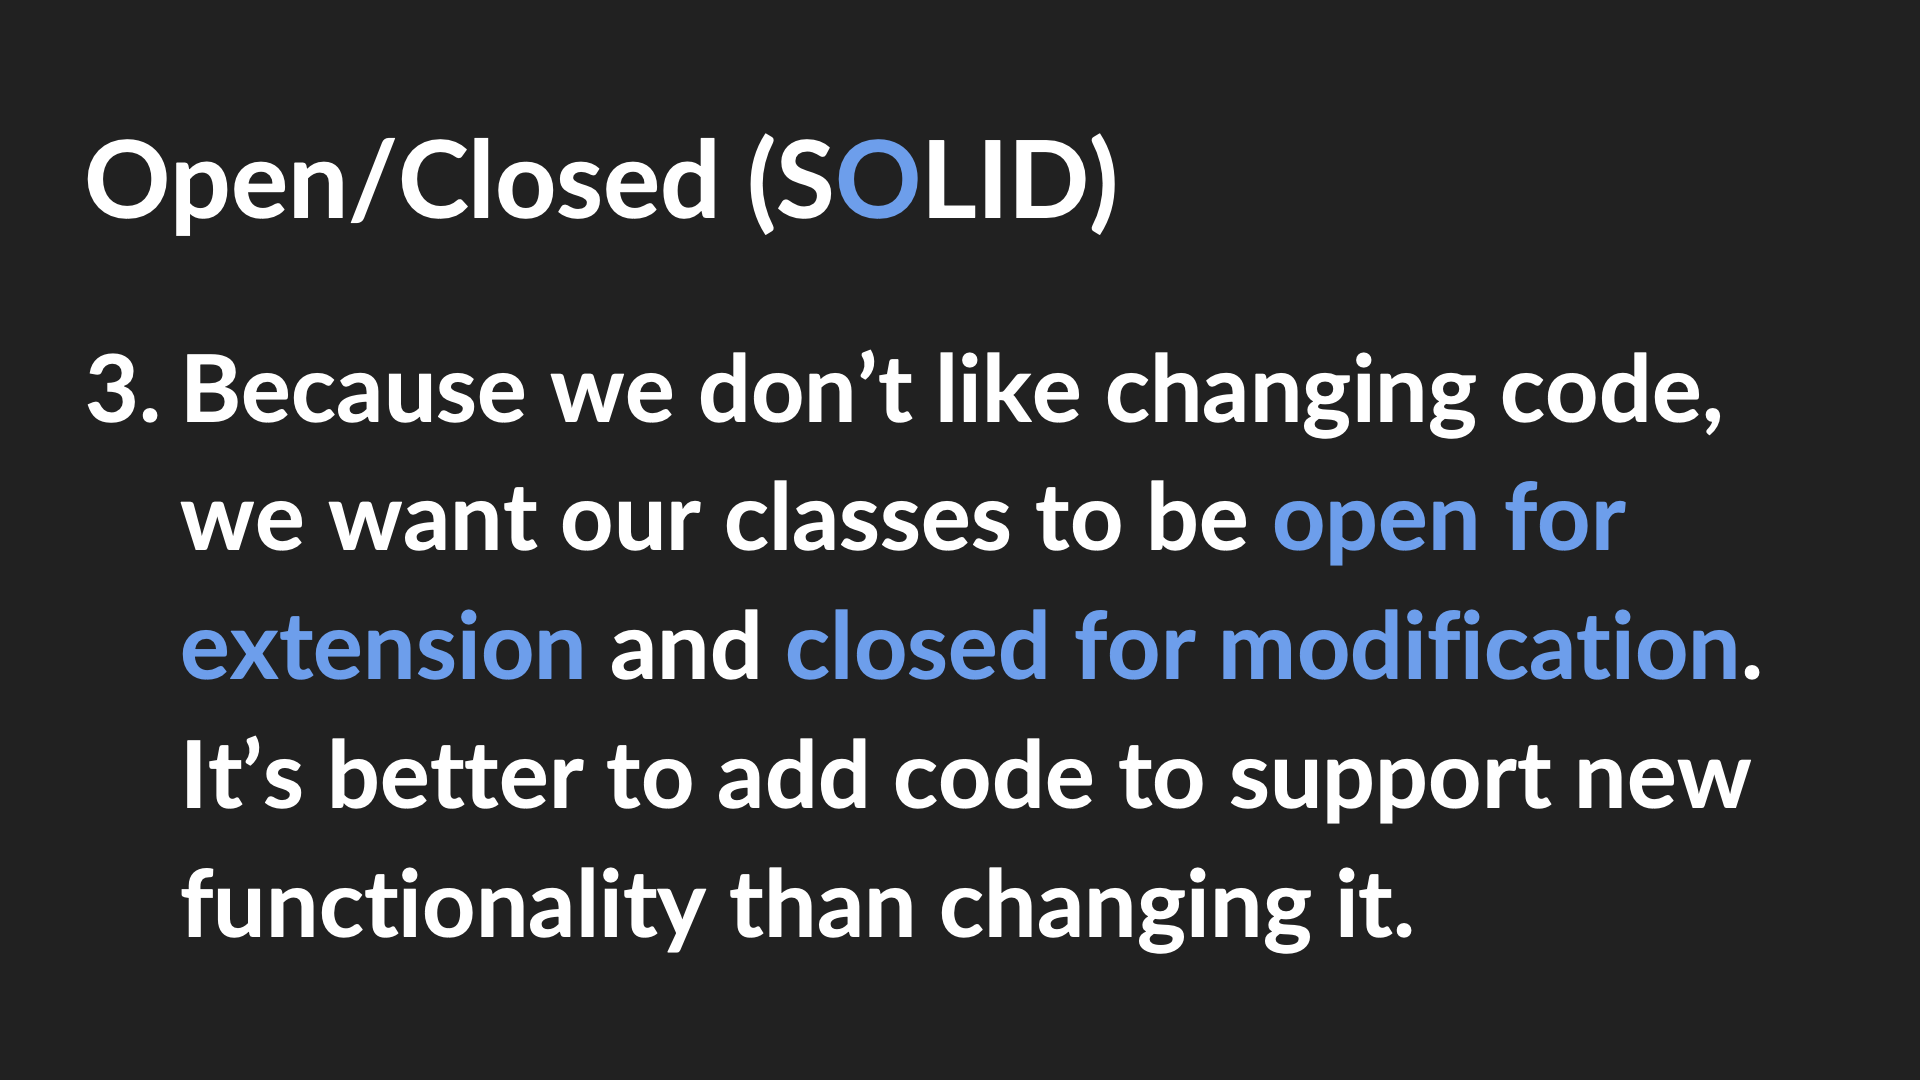 Open/Closed (SOLID)
3. Because we don’t like changing code,
we want our classes to be open for
extension and closed for modification.
It’s better to add code to support new
functionality than changing it.